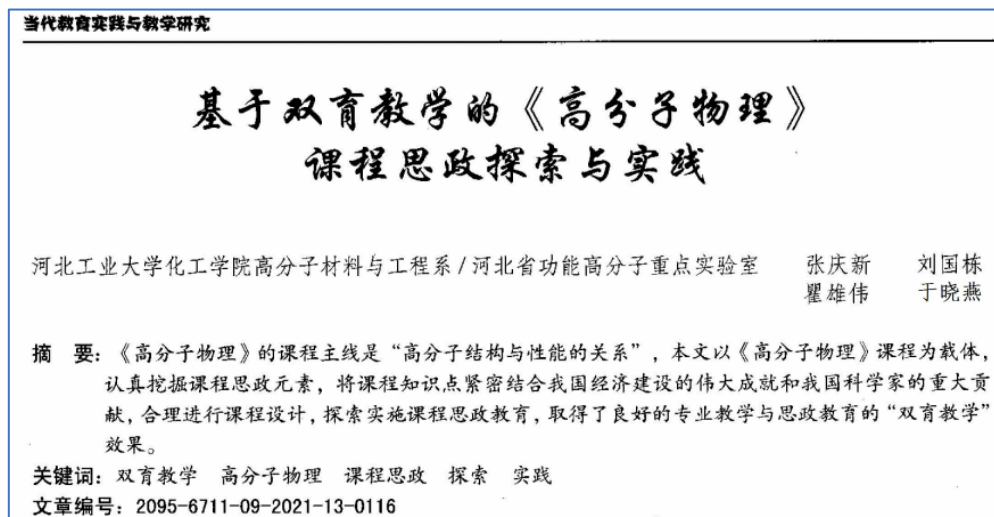 当代教育实践与教学研究
基于双育教学的《高分子物理》
课程思政探索与实践
河北工业大学化工学院高分子材料与工程系/河北省功能高分子重点实验室 张庆新 刘国栋
瞿雄伟 于晓燕
摘 要：《高分子物理》的课程主线是“高分子结构与性能的关系”，本文以《高分子物理》课程为载体，
认真挖掘课程思政元素，将课程知识点紧密结合我国经济建设的伟大成就和我国科学家的重大贡
献，合理进行课程设计，探索实施课程思政教育，取得了良好的专业教学与思政教育的“双育教学”
效果。
关键词：双育教学 高分子物理 课程思政 探索 实践
文章编号：2095-6711-09-2021-13-0116